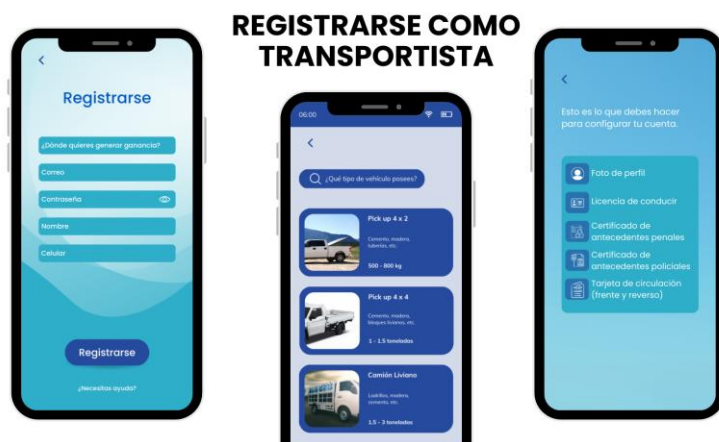 REGISTRARSE COMO
TRANSPORTISTA
Registrarse
¿Dónde quieres generar ganancia?
Correo
Contraseña
Nombre
Celular
Registrarse
¿Necesitas ayuda?
06:00
¿Qué tipo de vehículo posees?
Pick up 4 x 2
Cemento, madera,
tuberías, etc.
500 - 800 kg
Pick up 4 x 4
Cemento, madera,
bloques livianos, etc.
1 - 1.5 toneladas
Camión Liviano
Ladrillos, madera,
cemento, etc.
1.5 - 3 toneladas
Esto es lo que debes hacer
para configurar tu cuenta.
Foto de perfil
Licencia de conducir
Certificado de
antecedentes penales
Certificado de
antecedentes policiales
Tarjeta de circulación
(frente y reverso)